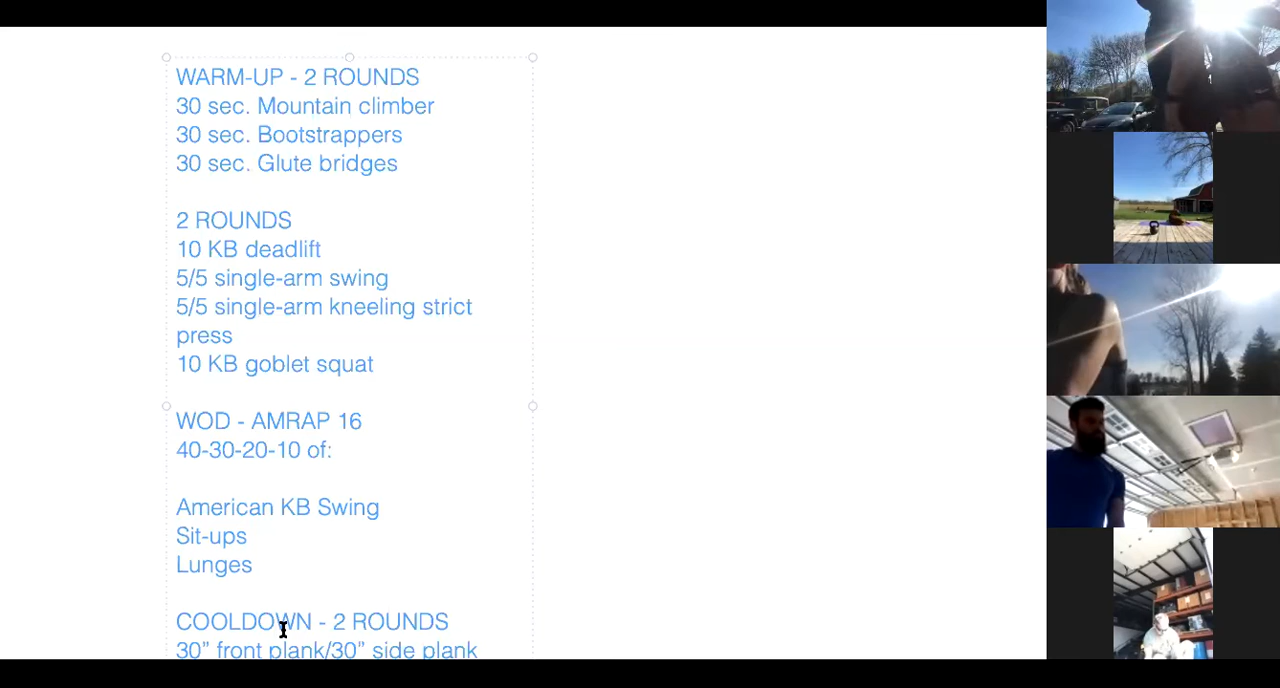 WARM-UP - 2 ROUNDS
30 sec. Mountain climber
30 sec. Bootstrappers
30 sec. Glute bridges
2 ROUNDS
10 KB deadlift
5/5 single-arm swing
5/5 single-arm kneeling strict
press
10 KB goblet squat
WOD - AMRAP 16
40-30-20-10 of:
American KB Swing
Sit-ups
Lunges
COOLDOWN - 2 ROUNDS
30” front plank/30” side plank